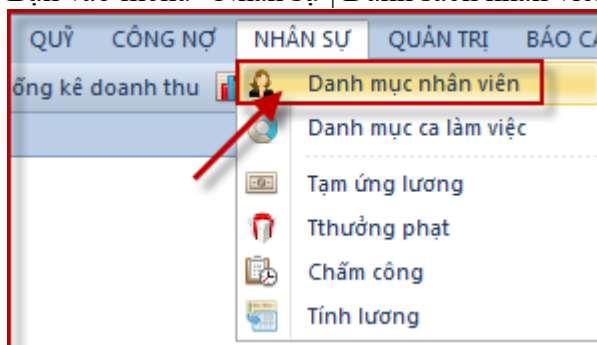 QUỸ CÔNG NỢ NHÂN SỰ QUẢN TRỊ BÁO
ống kê doanh thu
Danh mục nhân viên
Danh mục ca làm việc
Tạm ứng lương
Tthưởng phạt
Chấm công
Tính lương